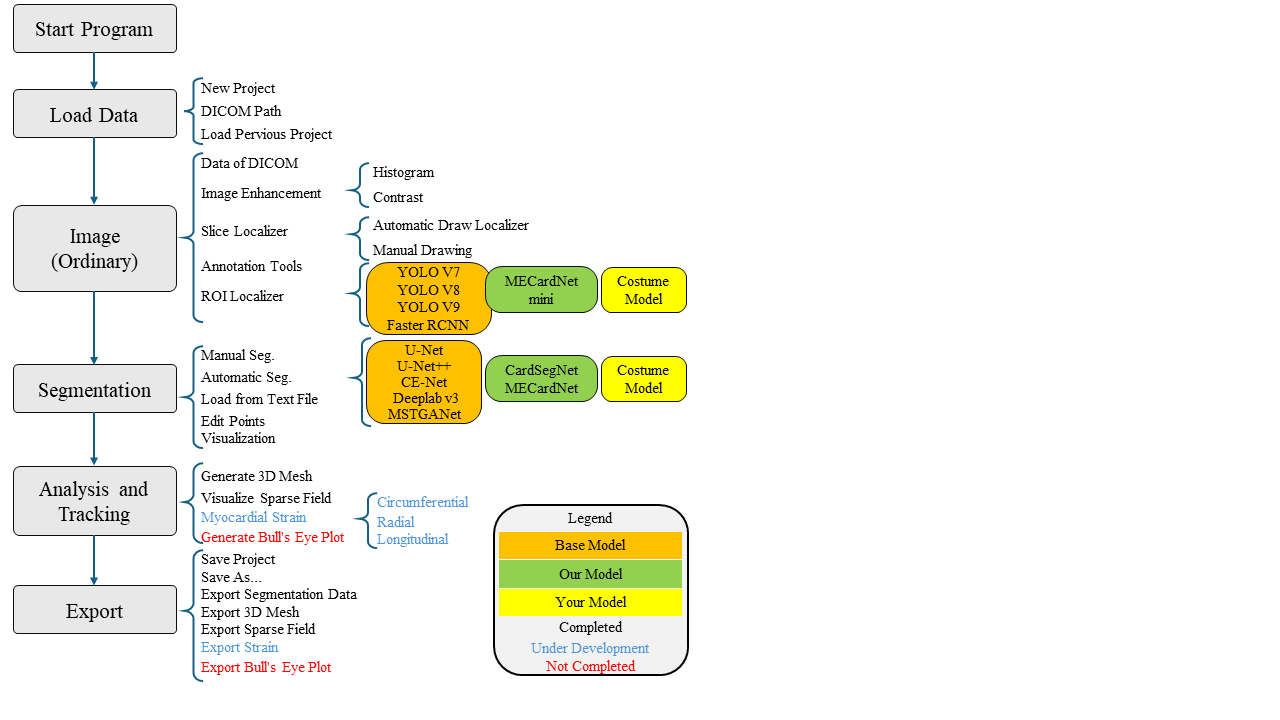 Start Program
Load Data
New Project
DICOM Path
Load Pervious Project
Image
(Ordinary)
Data of DICOM
Image Enhancement
Histogram
Contrast
Slice Localizer
Automatic Draw Localizer
Manual Drawing
Annotation Tools
ROI Localizer
YOLO V7
YOLO V8
YOLO V9
Faster RCNN
MECardNet
mini
Costume
Model
Segmentation
Manual Seg.
Automatic Seg.
Load from Text File
Edit Points
Visualization
U-Net
U-Net++
CE-Net
Deeplab v3
MSTGANet
CardSegNet
MECardNet
Costume
Model
Analysis and
Tracking
Generate 3D Mesh
Visualize Sparse Field
Myocardial Strain
Generate Bull's Eye Plot
Circumferential
Radial
Longitudinal
Export
Save Project
Save As...
Export Segmentation Data
Export 3D Mesh
Export Sparse Field
Export Strain
Export Bull's Eye Plot
Legend
Base Model
Our Model
Your Model
Completed
Under Development
Not Completed